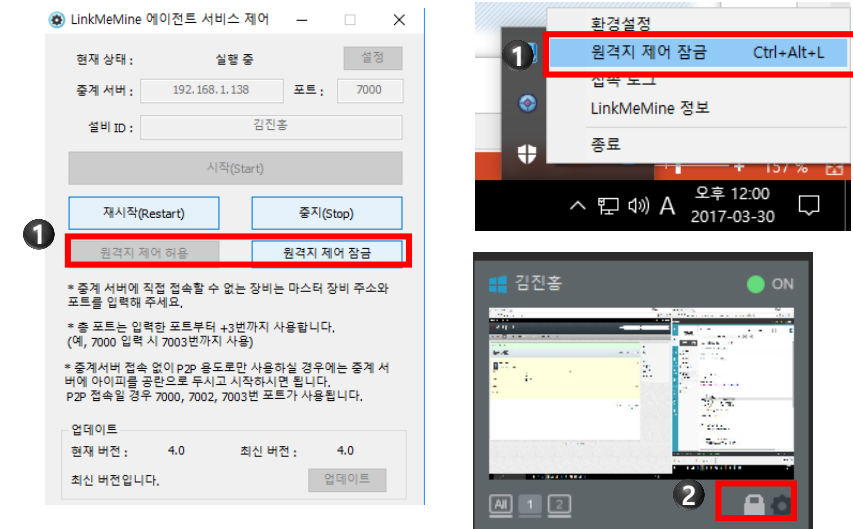 LinkMeMine 에이전트 서비스 제어
현재 상태 : 실행 중 설정
중계 서버 : 192.168.1.138 포트 : 7000
설비 ID : 김진홍
시작(Start)
재시작(Restart) 중지(Stop)
1
원격지 제어 허용 원격지 제어 잠금
* 중계 서버에 직접 접속할 수 없는 장비는 마스터 장비 주소와
포트를 입력해 주세요.
* 총 포트는 입력한 포트부터 +3번까지 사용합니다.
(예, 7000 입력 시 7003번까지 사용)
* 중계서버 접속 없이 P2P 용도로만 사용하실 경우에는 중계 서
버에 아이피를 공란으로 두시고 시작하시면 됩니다.
P2P 접속일 경우 7000, 7002, 7003번 포트가 사용됩니다.
업데이트
현재 버전 : 4.0 최신 버전 : 4.0
최신 버전입니다. 업데이트
환경설정
1 원격지 제어 잠금 Ctrl+Alt+L
접속 로그
LinkMeMine 정보
종료
157 %
A 오후 12:00
2017-03-30
김진홍 ON
All 1 2
2